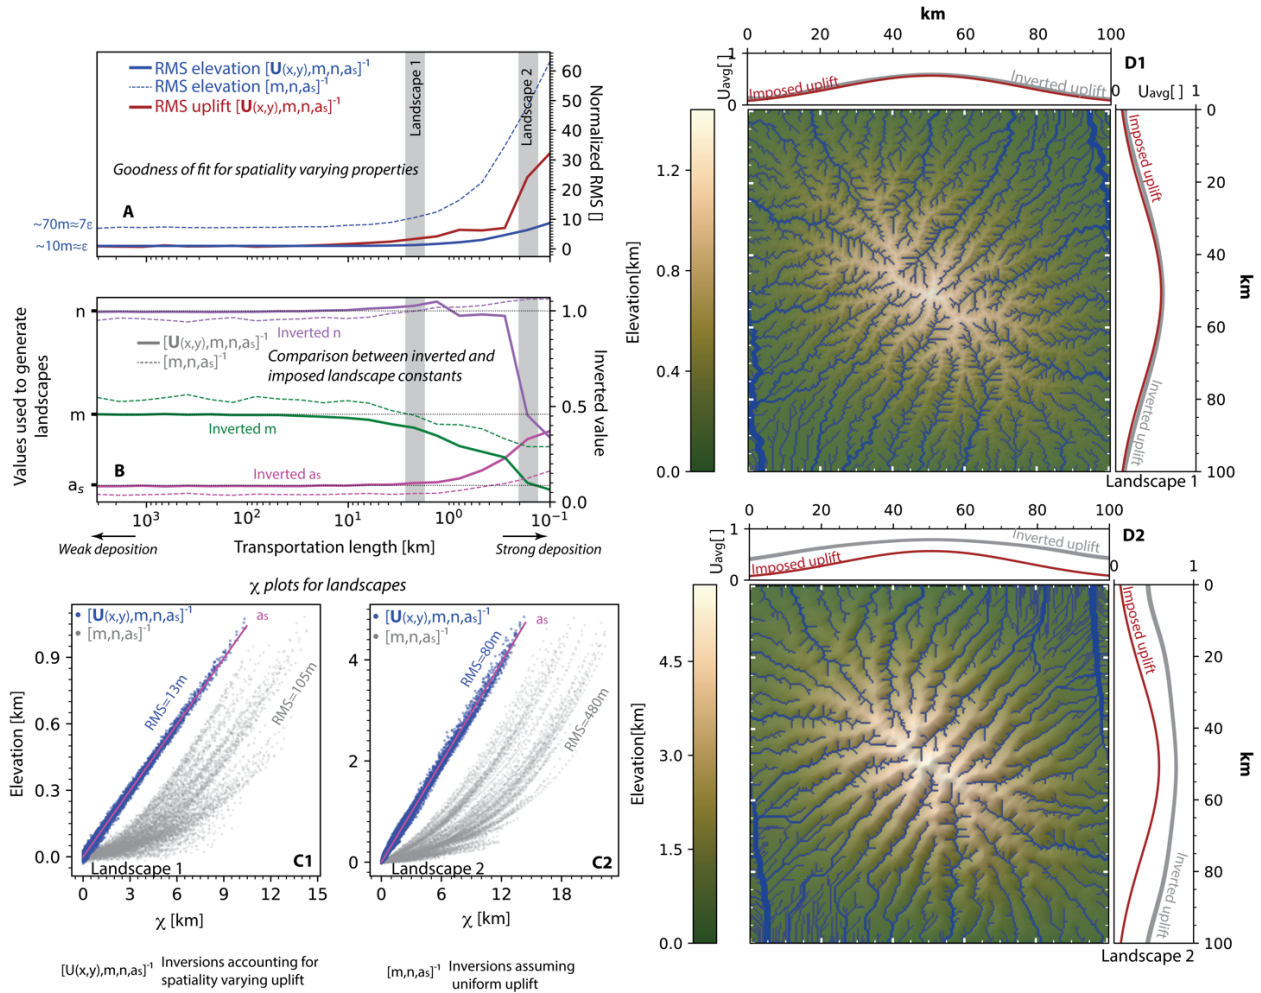 RMS elevation [U(x,y),m,n,as]⁻¹
RMS elevation [m,n,as]⁻¹
RMS uplift [U(x,y),m,n,as]⁻¹
Landscape 1
Landscape 2
Goodness of fit for spatiality varying properties
A
~70m≈7ε
~10m≈ε
60
50
40
30
20
10
0
Normalized RMS []
n
m
as
Values used to generate
landscapes
Inverted n
[U(x,y),m,n,as]⁻¹
[m,n,as]⁻¹
Comparison between inverted and
imposed landscape constants
Inverted m
Inverted as
B
1.0
0.5
0.0
Inverted value
10³
10²
10¹
10⁰
10⁻¹
Weak deposition
Transportation length [km]
Strong deposition
χ plots for landscapes
[U(x,y),m,n,as]⁻¹
[m,n,as]⁻¹
as
RMS=13m
RMS=105m
0.9
0.6
0.3
0.0
Elevation [km]
Landscape 1
C1
0 3 6 9 12 15
χ [km]
[U(x,y),m,n,as]⁻¹
[m,n,as]⁻¹
as
RMS=80m
RMS=480m
4
2
0
Landscape 2
C2
0 6 12 18
χ [km]
[U(x,y),m,n,as]⁻¹ Inversions accounting for
spatiality varying uplift
[m,n,as]⁻¹ Inversions assuming
uniform uplift
km
0 20 40 60 80 100
1
0
Uavg[ ]
Imposed uplift
Inverted uplift
D1
0 Uavg[ ] 1
Imposed uplift
Inverted uplift
0
20
40
60
80
100
km
1.2
0.8
0.4
0.0
Elevation[km]
Landscape 1
0 20 40 60 80 100
1
0
Uavg[ ]
Imposed uplift
Inverted uplift
D2
0 1
Imposed uplift
Inverted uplift
0
20
40
60
80
100
km
4.5
3.0
1.5
0.0
Elevation[km]
Landscape 2